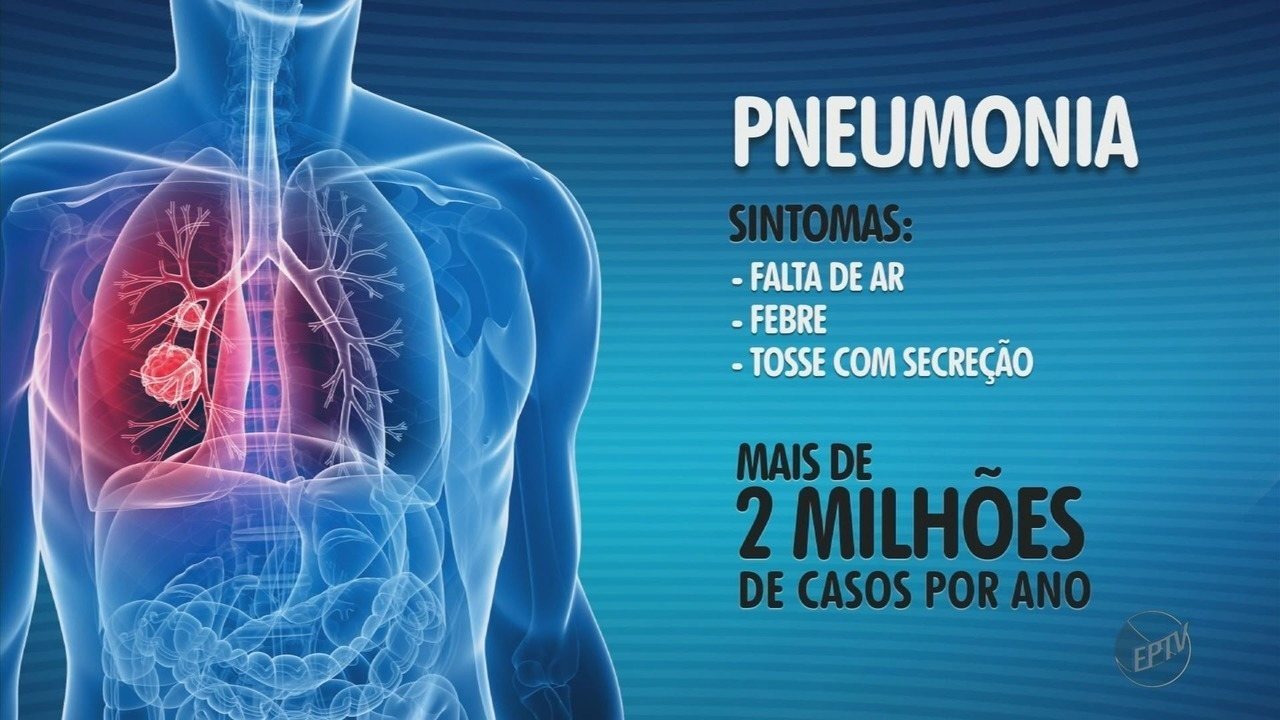 PNEUMONIA
SINTOMAS:
- FALTA DE AR
- FEBRE
- TOSSE COM SECREÇÃO
MAIS DE
2 MILHÕES
DE CASOS POR ANO
EPTV